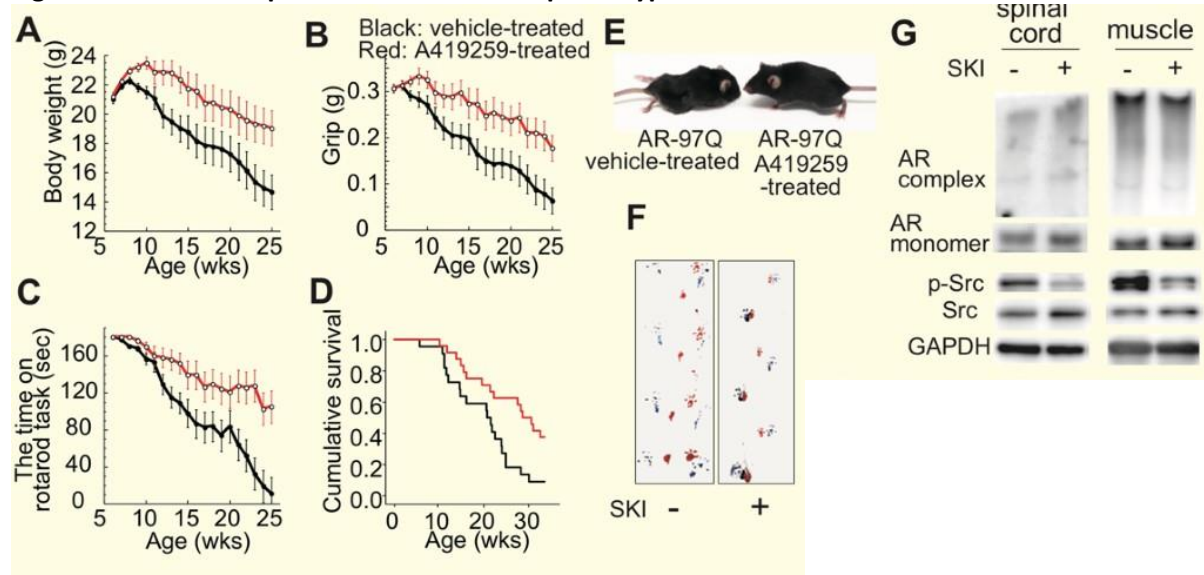 A
Body weight (g)
24
22
20
18
16
14
12
5 10 15 20 25
Age (wks)
B
Black: vehicle-treated
Red: A419259-treated
Grip (g)
0.3
0.2
0.1
0
5 10 15 20 25
Age (wks)
C
The time on
rotarod task (sec)
160
120
80
40
0
5 10 15 20 25
Age (wks)
D
Cumulative survival
1.0
0.8
0.6
0.4
0.2
0.0
0 10 20 30
Age (wks)
E
AR-97Q
vehicle-treated
AR-97Q
A419259
-treated
F
SKI - +
G
spinal
cord
muscle
SKI - + - +
AR
complex
AR
monomer
p-Src
Src
GAPDH